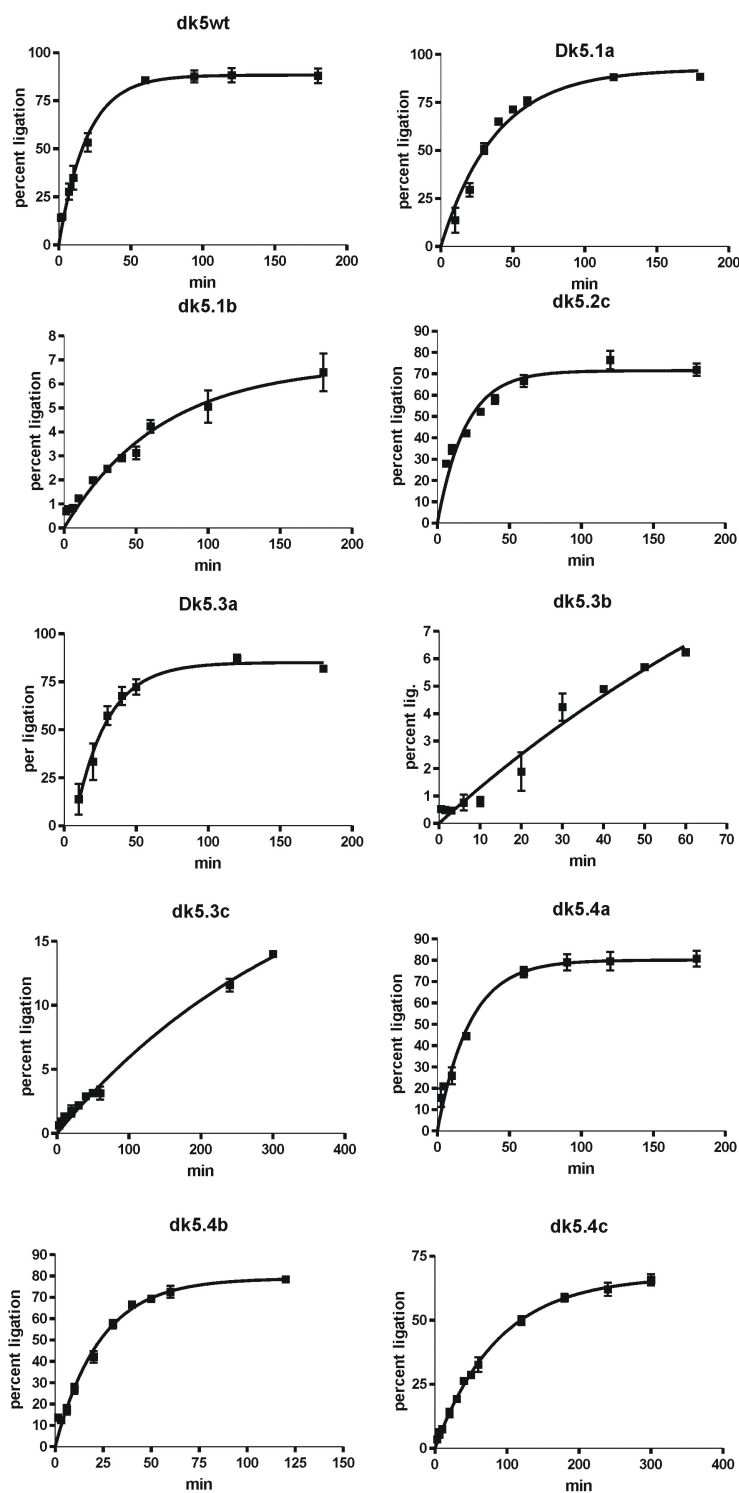 dk5wt
percent ligation
100
75
50
25
0
0 50 100 150 200
min
Dk5.1a
percent ligation
100
75
50
25
0
0 50 100 150 200
min
dk5.1b
percent ligation
8
7
6
5
4
3
2
1
0
0 50 100 150 200
min
dk5.2c
percent ligation
90
80
70
60
50
40
30
20
10
0
0 50 100 150 200
min
Dk5.3a
per ligation
100
75
50
25
0
0 50 100 150 200
min
dk5.3b
percent lig.
7
6
5
4
3
2
1
0
0 10 20 30 40 50 60 70
min
dk5.3c
percent ligation
15
10
5
0
0 100 200 300 400
min
dk5.4a
percent ligation
90
80
70
60
50
40
30
20
10
0
0 50 100 150 200
min
dk5.4b
percent ligation
90
80
70
60
50
40
30
20
10
0
0 25 50 75 100 125 150
min
dk5.4c
percent ligation
75
50
25
0
0 100 200 300 400
min